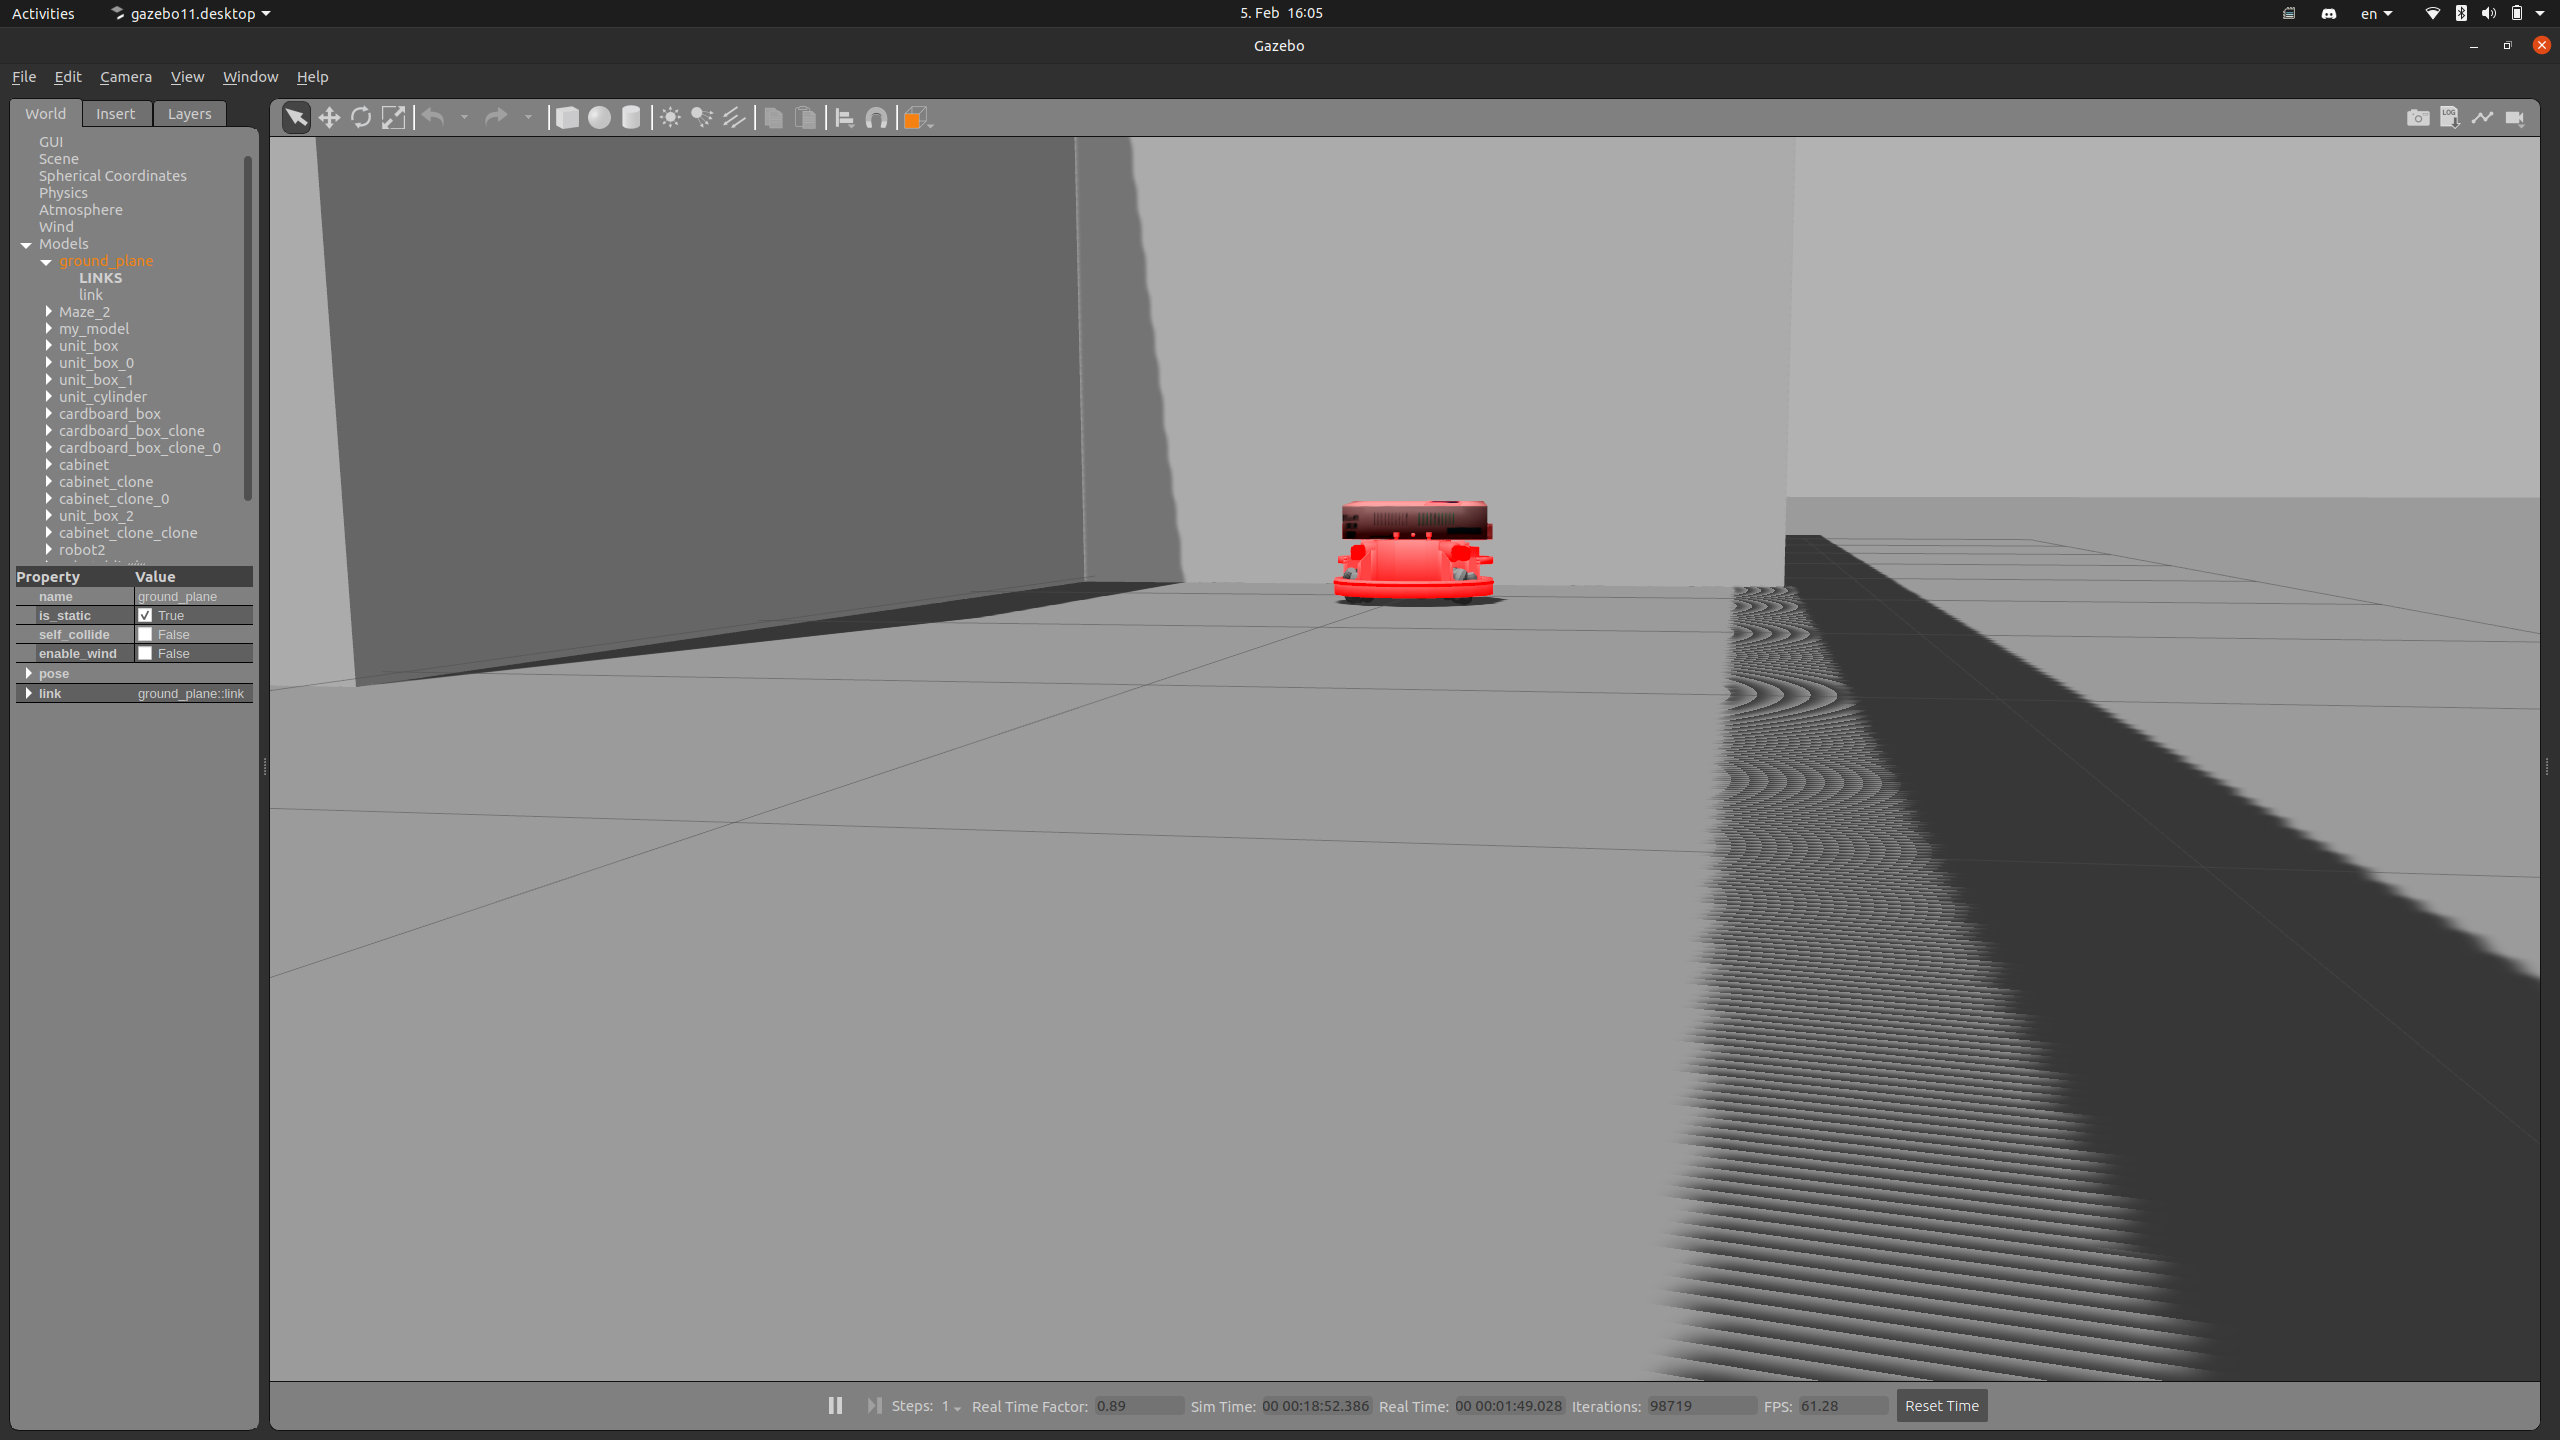 Activities gazebo11.desktop 5. Feb 16:05 en
Gazebo
File Edit Camera View Window Help
World Insert Layers
LOG
GUI
Scene
Spherical Coordinates
Physics
Atmosphere
Wind
Models
ground_plane
LINKS
link
Maze_2
my_model
unit_box
unit_box_0
unit_box_1
unit_cylinder
cardboard_box
cardboard_box_clone
cardboard_box_clone_0
cabinet
cabinet_clone
cabinet_clone_0
unit_box_2
cabinet_clone_clone
robot2
Property Value
name ground_plane
is_static True
self_collide False
enable_wind False
pose
link ground_plane::link
Steps: 1 Real Time Factor: 0.89 Sim Time: 00 00:18:52.386 Real Time: 00 00:01:49.028 Iterations: 98719 FPS: 61.28 Reset Time